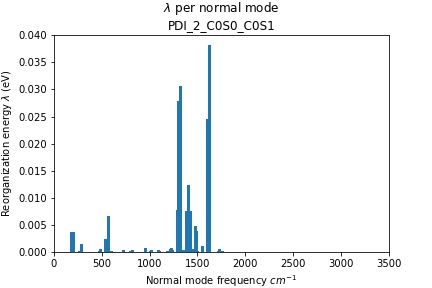 λ per normal mode
PDI_2_C0S0_C0S1
Reorganization energy λ (eV)
0.040
0.035
0.030
0.025
0.020
0.015
0.010
0.005
0.000
0 500 1000 1500 2000 2500 3000 3500
Normal mode frequency cm⁻¹